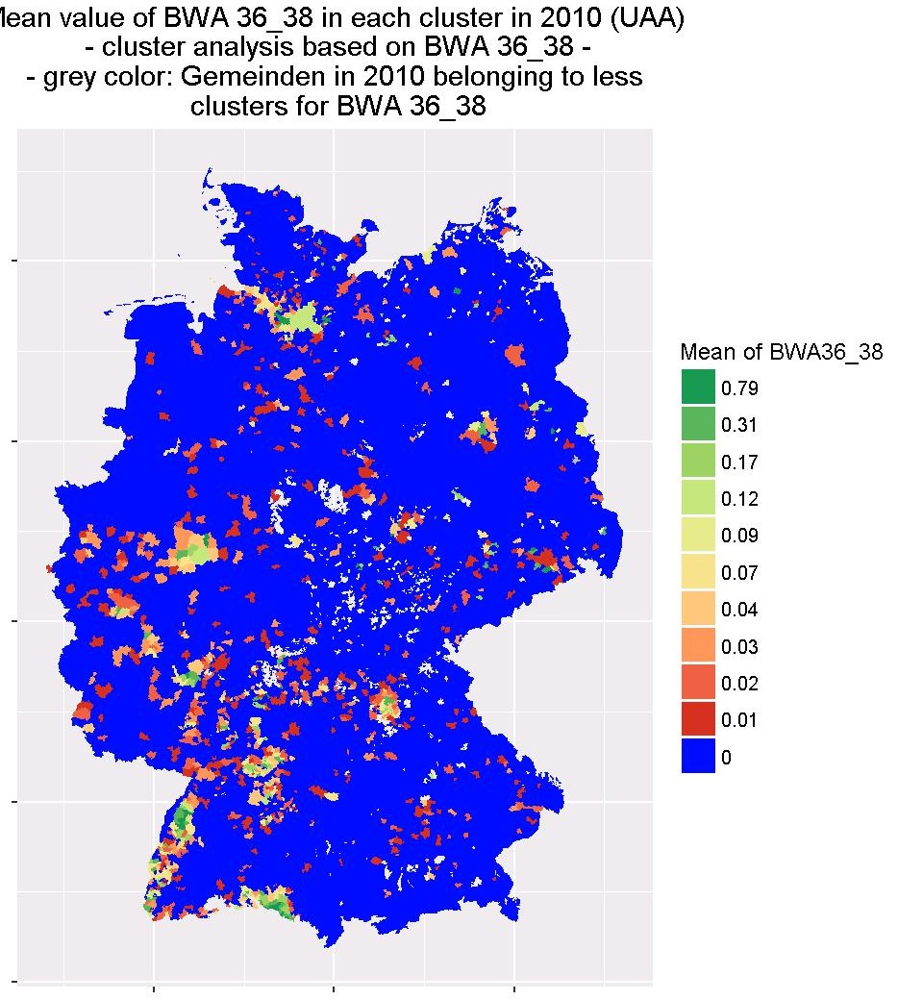 Mean value of BWA 36_38 in each cluster in 2010 (UAA)
- cluster analysis based on BWA 36_38 -
- grey color: Gemeinden in 2010 belonging to less
clusters for BWA 36_38
Mean of BWA36_38
0.79
0.31
0.17
0.12
0.09
0.07
0.04
0.03
0.02
0.01
0